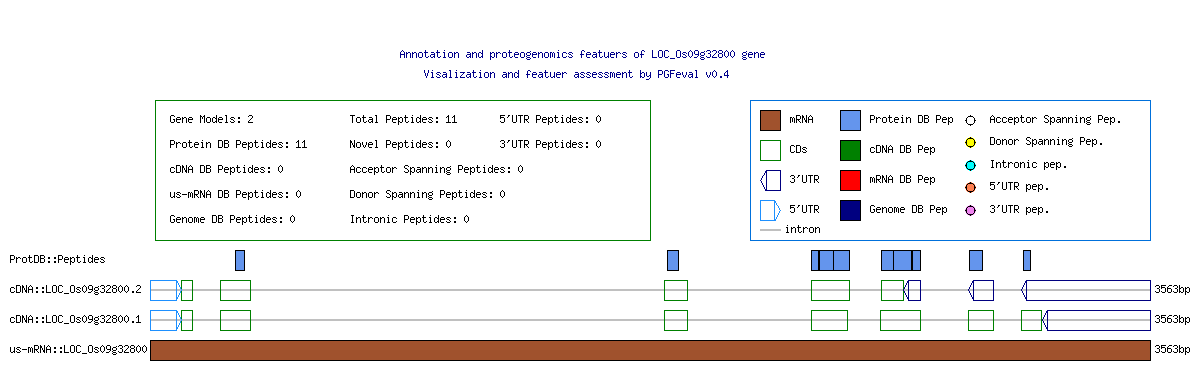 Annotation and proteogenomics featuers of LOC_Os09g32800 gene
Visalization and featuer assessment by PGFeval v0.4
Gene Models: 2 Total Peptides: 11 5'UTR Peptides: 0
Protein DB Peptides: 11 Novel Peptides: 0 3'UTR Peptides: 0
cDNA DB Peptides: 0 Acceptor Spanning Peptides: 0
us-mRNA DB Peptides: 0 Donor Spanning Peptides: 0
Genome DB Peptides: 0 Intronic Peptides: 0
mRNA Protein DB Pep Acceptor Spanning Pep.
CDs cDNA DB Pep Donor Spanning Pep.
3'UTR mRNA DB Pep Intronic pep.
5'UTR Genome DB Pep 5'UTR pep.
intron 3'UTR pep.
ProtDB::Peptides
cDNA::LOC_Os09g32800.2 3563bp
cDNA::LOC_Os09g32800.1 3563bp
us-mRNA::LOC_Os09g32800 3563bp